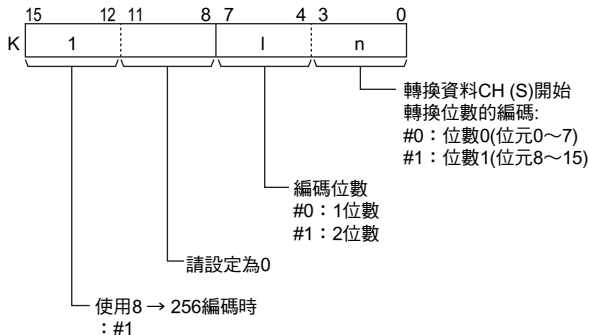 15 12 11 8 7 4 3 0
K 1 l n
轉換資料CH (S)開始
轉換位數的編碼:
#0：位數0(位元0～7)
#1：位數1(位元8～15)
編碼位數
#0：1位數
#1：2位數
請設定為0
使用8 → 256編碼時
：#1